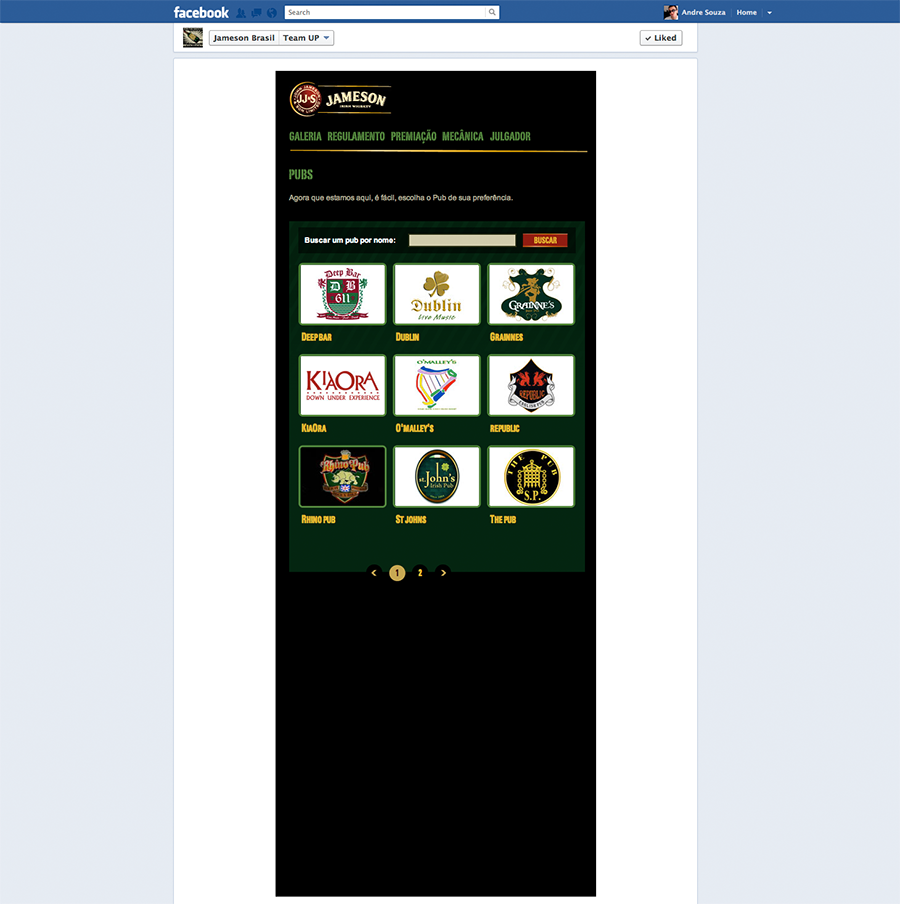 facebook
Search
Andre Souza
Home
Jameson Brasil
Team UP
Liked
JJ&S
JAMESON
IRISH WHISKEY
GALERIA REGULAMENTO PREMIAÇÃO MECÂNICA JULGADOR
PUBS
Agora que estamos aqui, é fácil, escolha o Pub de sua preferência.
Buscar um pub por nome:
BUSCAR
Deep Bar
D B
611
Dublin
Live Music
GRAINNE'S
DEEP BAR
DUBLIN
GRAINNES
KIAORA
DOWN UNDER EXPERIENCE
O'MALLEY'S
REPUBLIC
ENGLISH PUB
KIAORA
O'MALLEY'S
REPUBLIC
Rhino Pub
St. John's
Irish Pub
THE PUB
S.P.
RHINO PUB
ST JOHNS
THE PUB
< 1 2 >